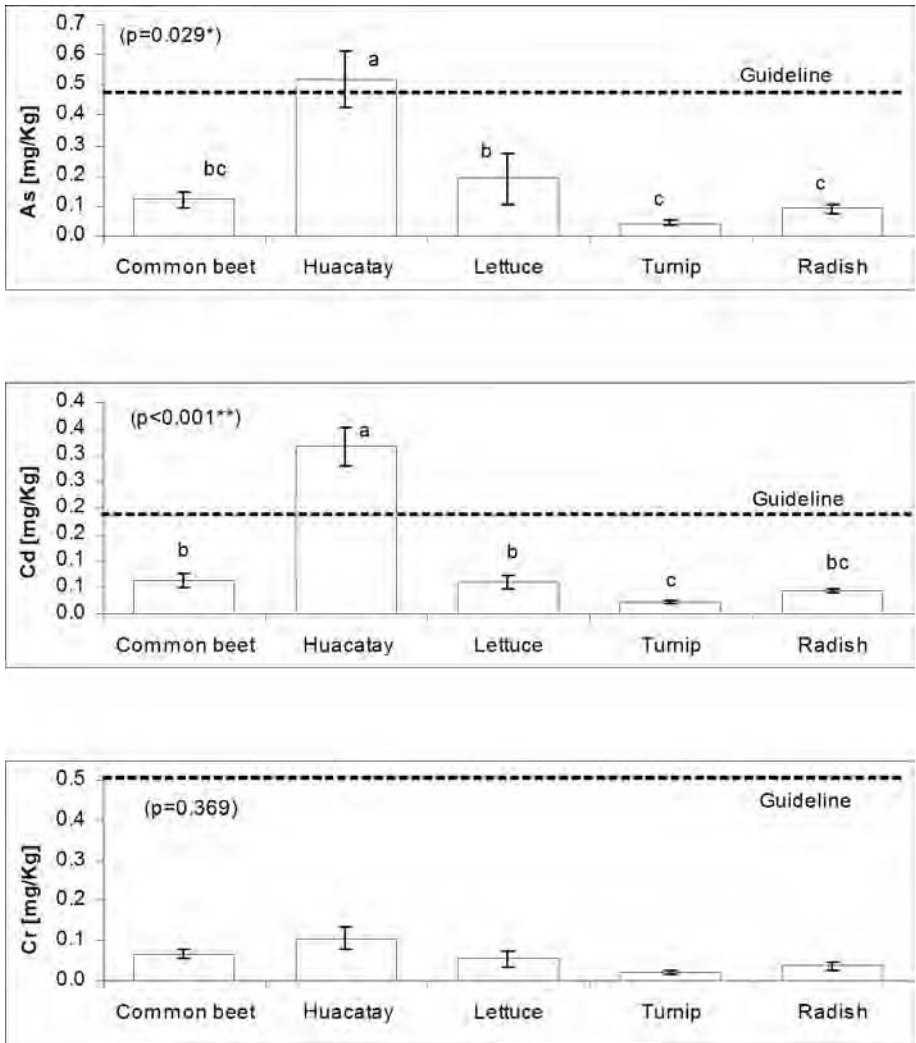 0.7
(p=0.029*)
0.6
a
0.5
Guideline
0.4
0.3
b
0.2
bc
c
c
0.1
0.0
As [mg/Kg]
Common beet Huacatay Lettuce Turnip Radish
0.4
(p<0.001**)
0.4
a
0.3
0.3
0.2
Guideline
0.2
b
b
bc
0.1
c
0.1
0.0
Cd [mg/Kg]
Common beet Huacatay Lettuce Turnip Radish
0.5
Guideline
(p=0.369)
0.4
0.3
0.2
0.1
0.0
Cr [mg/Kg]
Common beet Huacatay Lettuce Turnip Radish